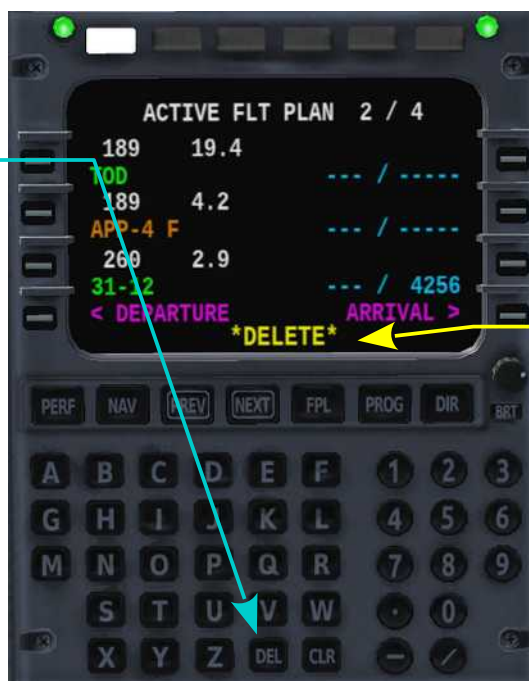 ACTIVE FLT PLAN 2 / 4
189 19.4
TOD --- / -----
189 4.2
APP-4 F --- / -----
260 2.9
31-12 --- / 4256
< DEPARTURE ARRIVAL >
*DELETE*
PERF NAV PREV NEXT FPL PROG DIR BRT
A B C D E F 1 2 3
G H I J K L 4 5 6
M N O P Q R 7 8 9
S T U V W · 0
X Y Z DEL CLR - /